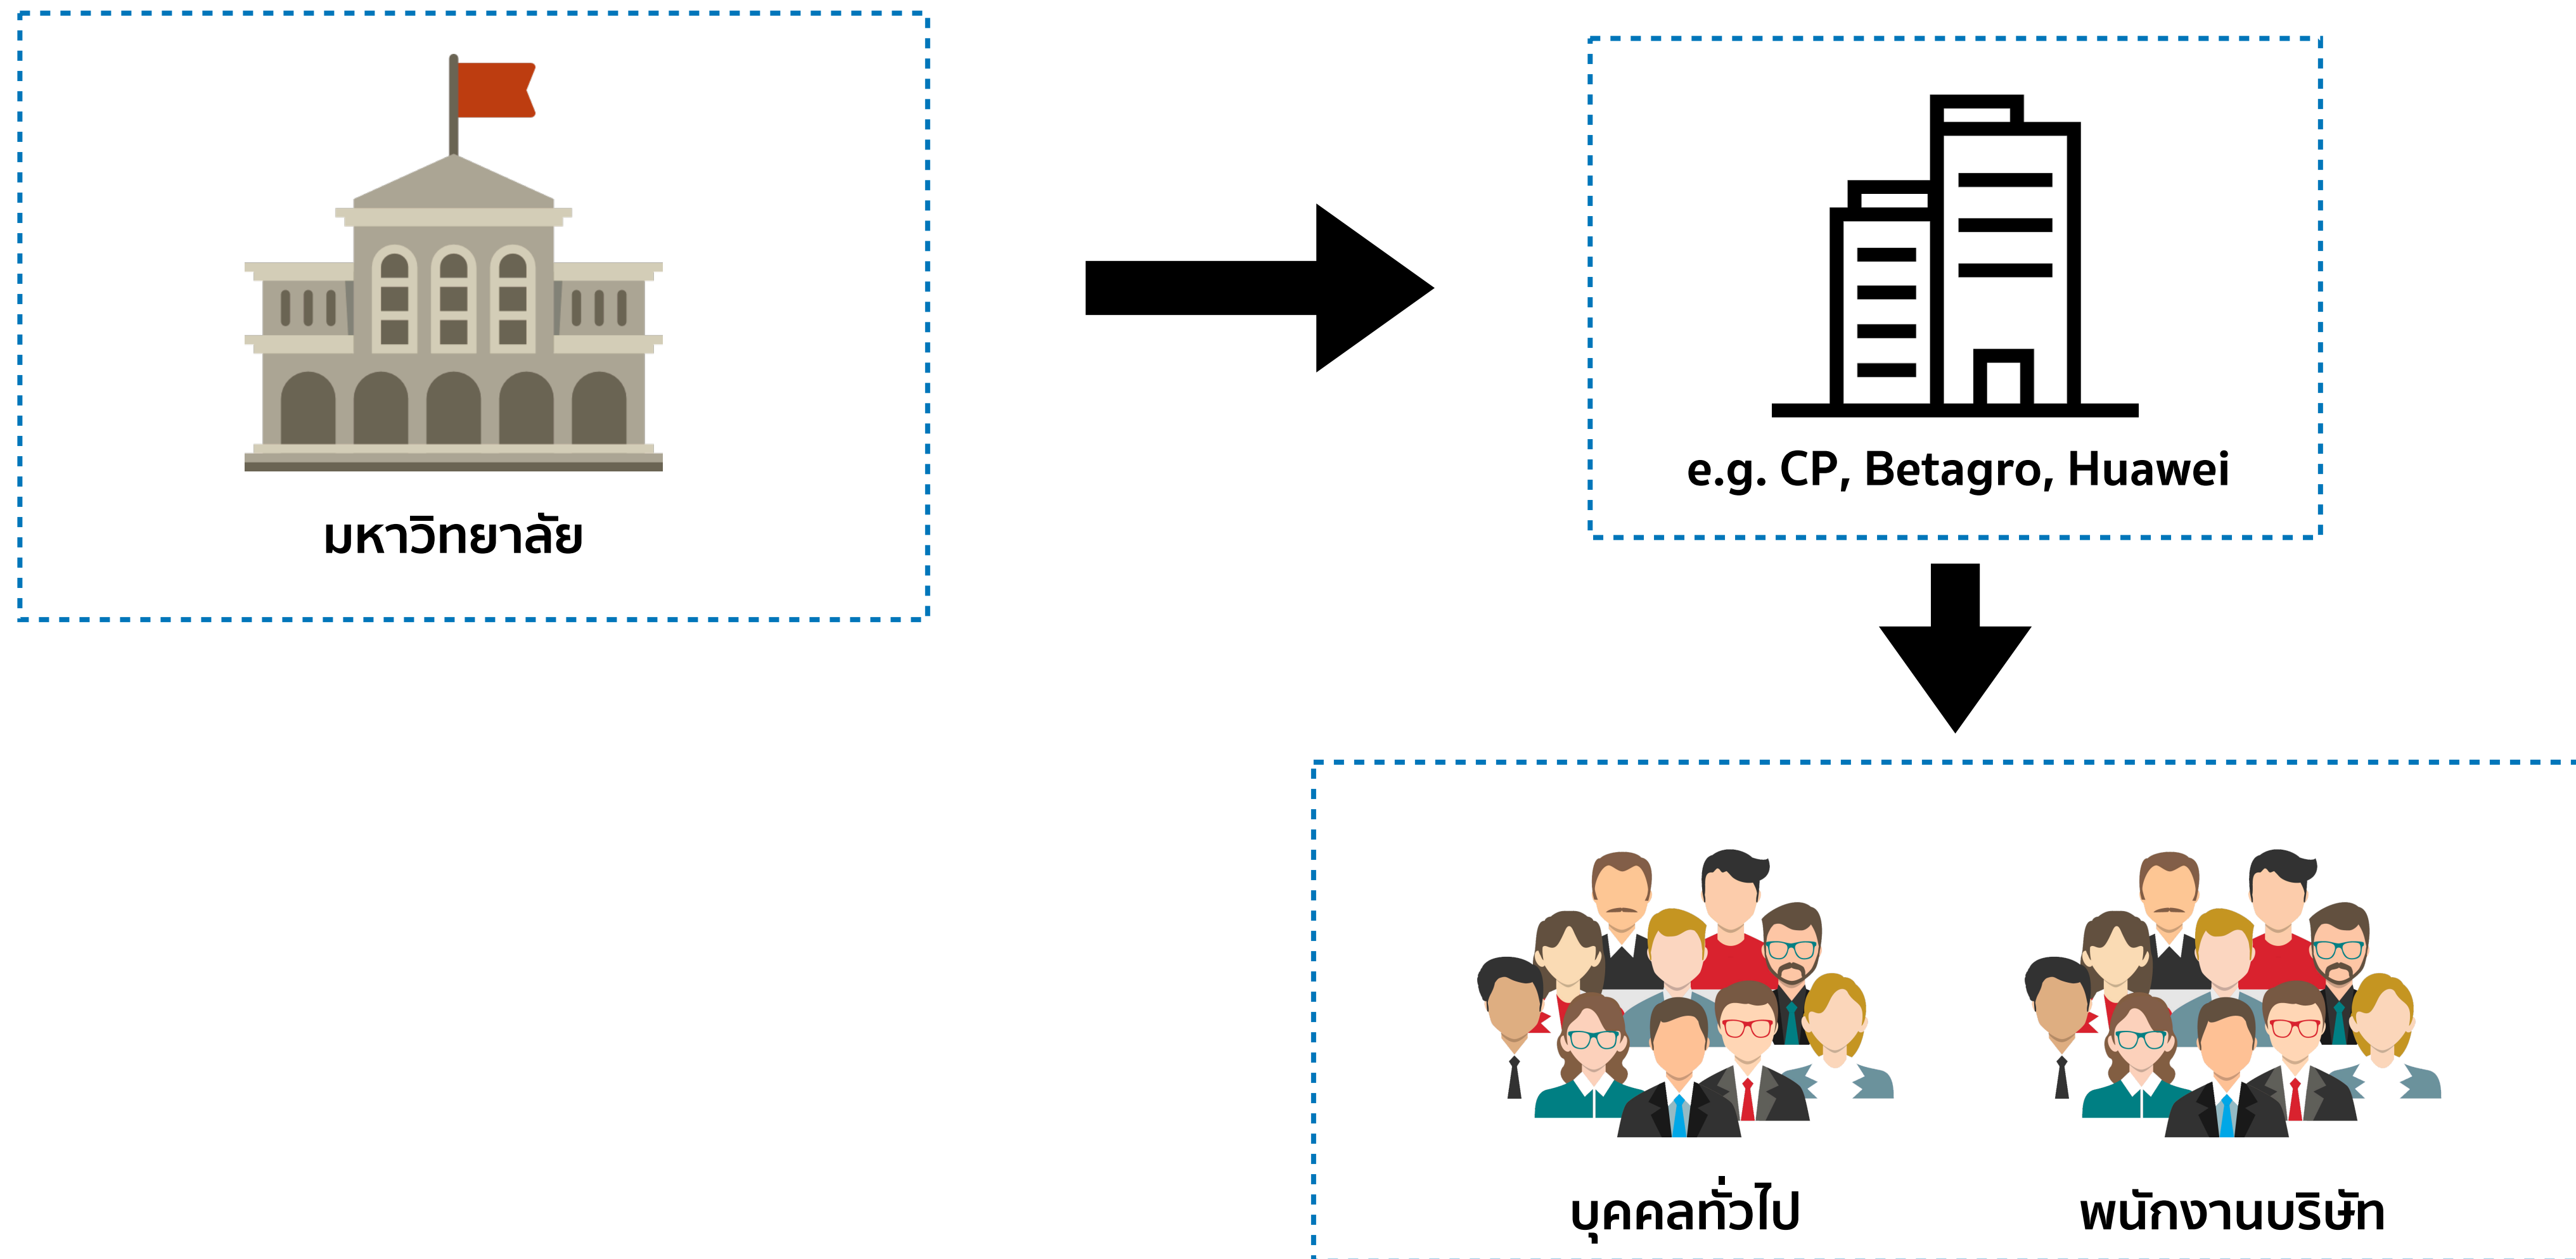 มหาวิทยาลัย
e.g. CP, Betagro, Huawei
บุคคลทั่วไป
พนักงานบริษัท